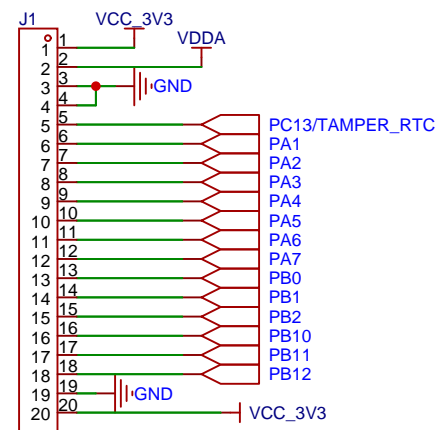 J1
VCC_3V3
VDDA
1 1
2 2
3 3
GND
4 4
5 5 PC13/TAMPER_RTC
6 6 PA1
7 7 PA2
8 8 PA3
9 9 PA4
10 10 PA5
11 11 PA6
12 12 PA7
13 13 PB0
14 14 PB1
15 15 PB2
16 16 PB10
17 17 PB11
18 18 PB12
19 19 GND
20 20 VCC_3V3